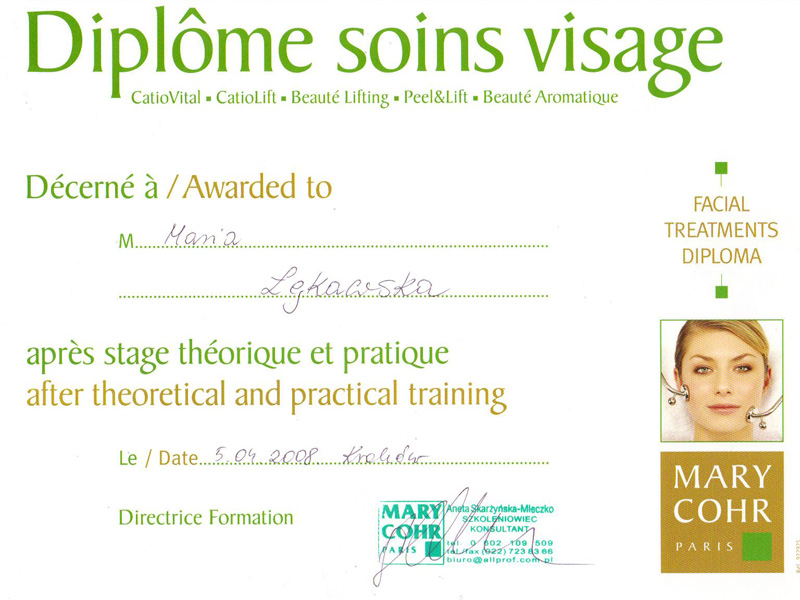 Diplôme soins visage
CatioVital ▪ CatioLift ▪ Beauté Lifting ▪ Peel&Lift ▪ Beauté Aromatique
Décerné à / Awarded to
M. Maria
Łękawska
après stage théorique et pratique
after theoretical and practical training
Le / Date 5.04.2008 Kraków
Directrice Formation
MARY
COHR
PARIS
Aneta Skarżyńska-Mięczko
SZKOLENIOWIEC
KONSULTANT
tel. 0 602 109 509
tel./fax (022) 723 83 66
biuro@allprof.com.pl
FACIAL
TREATMENTS
DIPLOMA
MARY
COHR
PARIS